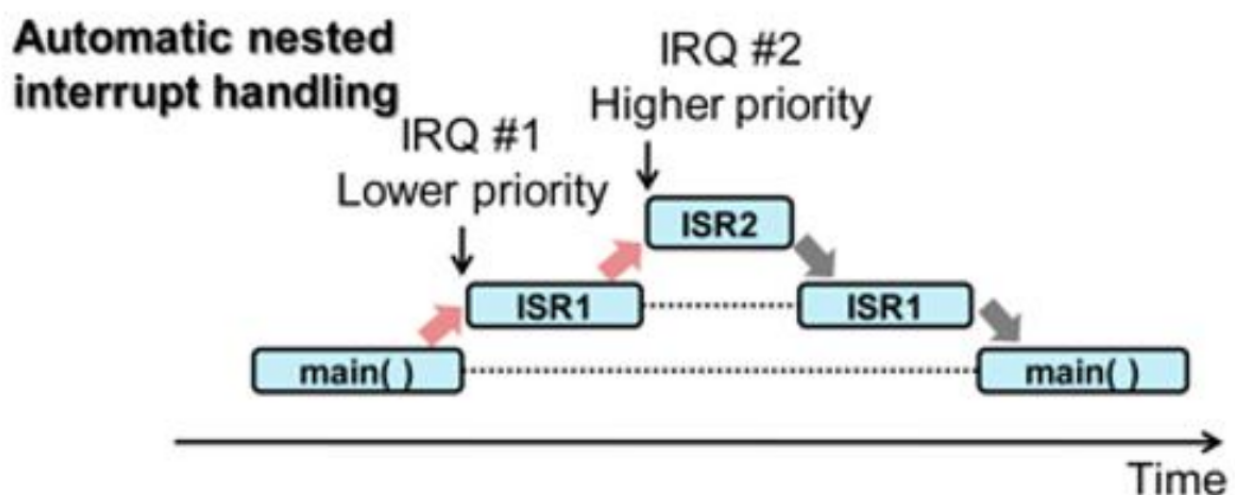 Automatic nested
interrupt handling
IRQ #1
Lower priority
IRQ #2
Higher priority
ISR2
ISR1
ISR1
main( )
main( )
Time